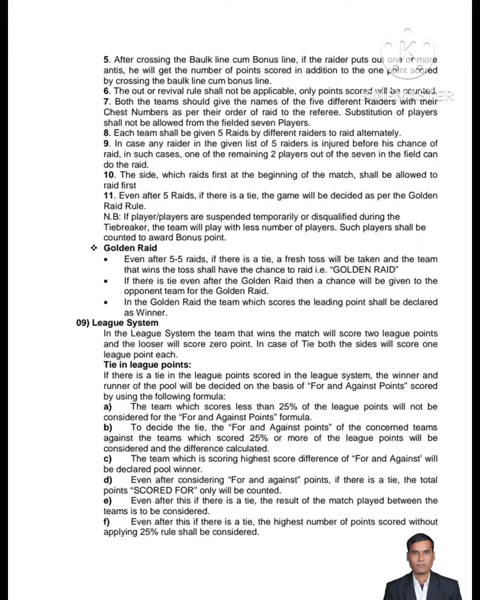 5. After crossing the Baulk line cum Bonus line, if the raider puts out one or more
antis, he will get the number of points scored in addition to the one point scored
by crossing the baulk line cum bonus line.
6. The out or revival rule shall not be applicable, only points scored will be counted.
7. Both the teams should give the names of the five different Raiders with their
Chest Numbers as per their order of raid to the referee. Substitution of players
shall not be allowed from the fielded seven Players.
8. Each team shall be given 5 Raids by different raiders to raid alternately.
9. In case any raider in the given list of 5 raiders is injured before his chance of
raid, in such cases, one of the remaining 2 players out of the seven in the field can
do the raid.
10. The side, which raids first at the beginning of the match, shall be allowed to
raid first
11. Even after 5 Raids, if there is a tie, the game will be decided as per the Golden
Raid Rule.
N.B: If player/players are suspended temporarily or disqualified during the
Tiebreaker, the team will play with less number of players. Such players shall be
counted to award Bonus point.
❖ Golden Raid
• Even after 5-5 raids, if there is a tie, a fresh toss will be taken and the team
that wins the toss shall have the chance to raid i.e. “GOLDEN RAID”
• If there is tie even after the Golden Raid then a chance will be given to the
opponent team for the Golden Raid.
• In the Golden Raid the team which scores the leading point shall be declared
as Winner.
09) League System
In the League System the team that wins the match will score two league points
and the looser will score zero point. In case of Tie both the sides will score one
league point each.
Tie in league points:
If there is a tie in the league points scored in the league system, the winner and
runner of the pool will be decided on the basis of “For and Against Points” scored
by using the following formula:
a) The team which scores less than 25% of the league points will not be
considered for the “For and Against Points” formula.
b) To decide the tie, the “For and Against points” of the concerned teams
against the teams which scored 25% or more of the league points will be
considered and the difference calculated.
c) The team which is scoring highest score difference of “For and Against’ will
be declared pool winner.
d) Even after considering “For and against” points, if there is a tie, the total
points “SCORED FOR” only will be counted.
e) Even after this if there is a tie, the result of the match played between the
teams is to be considered.
f) Even after this if there is a tie, the highest number of points scored without
applying 25% rule shall be considered.